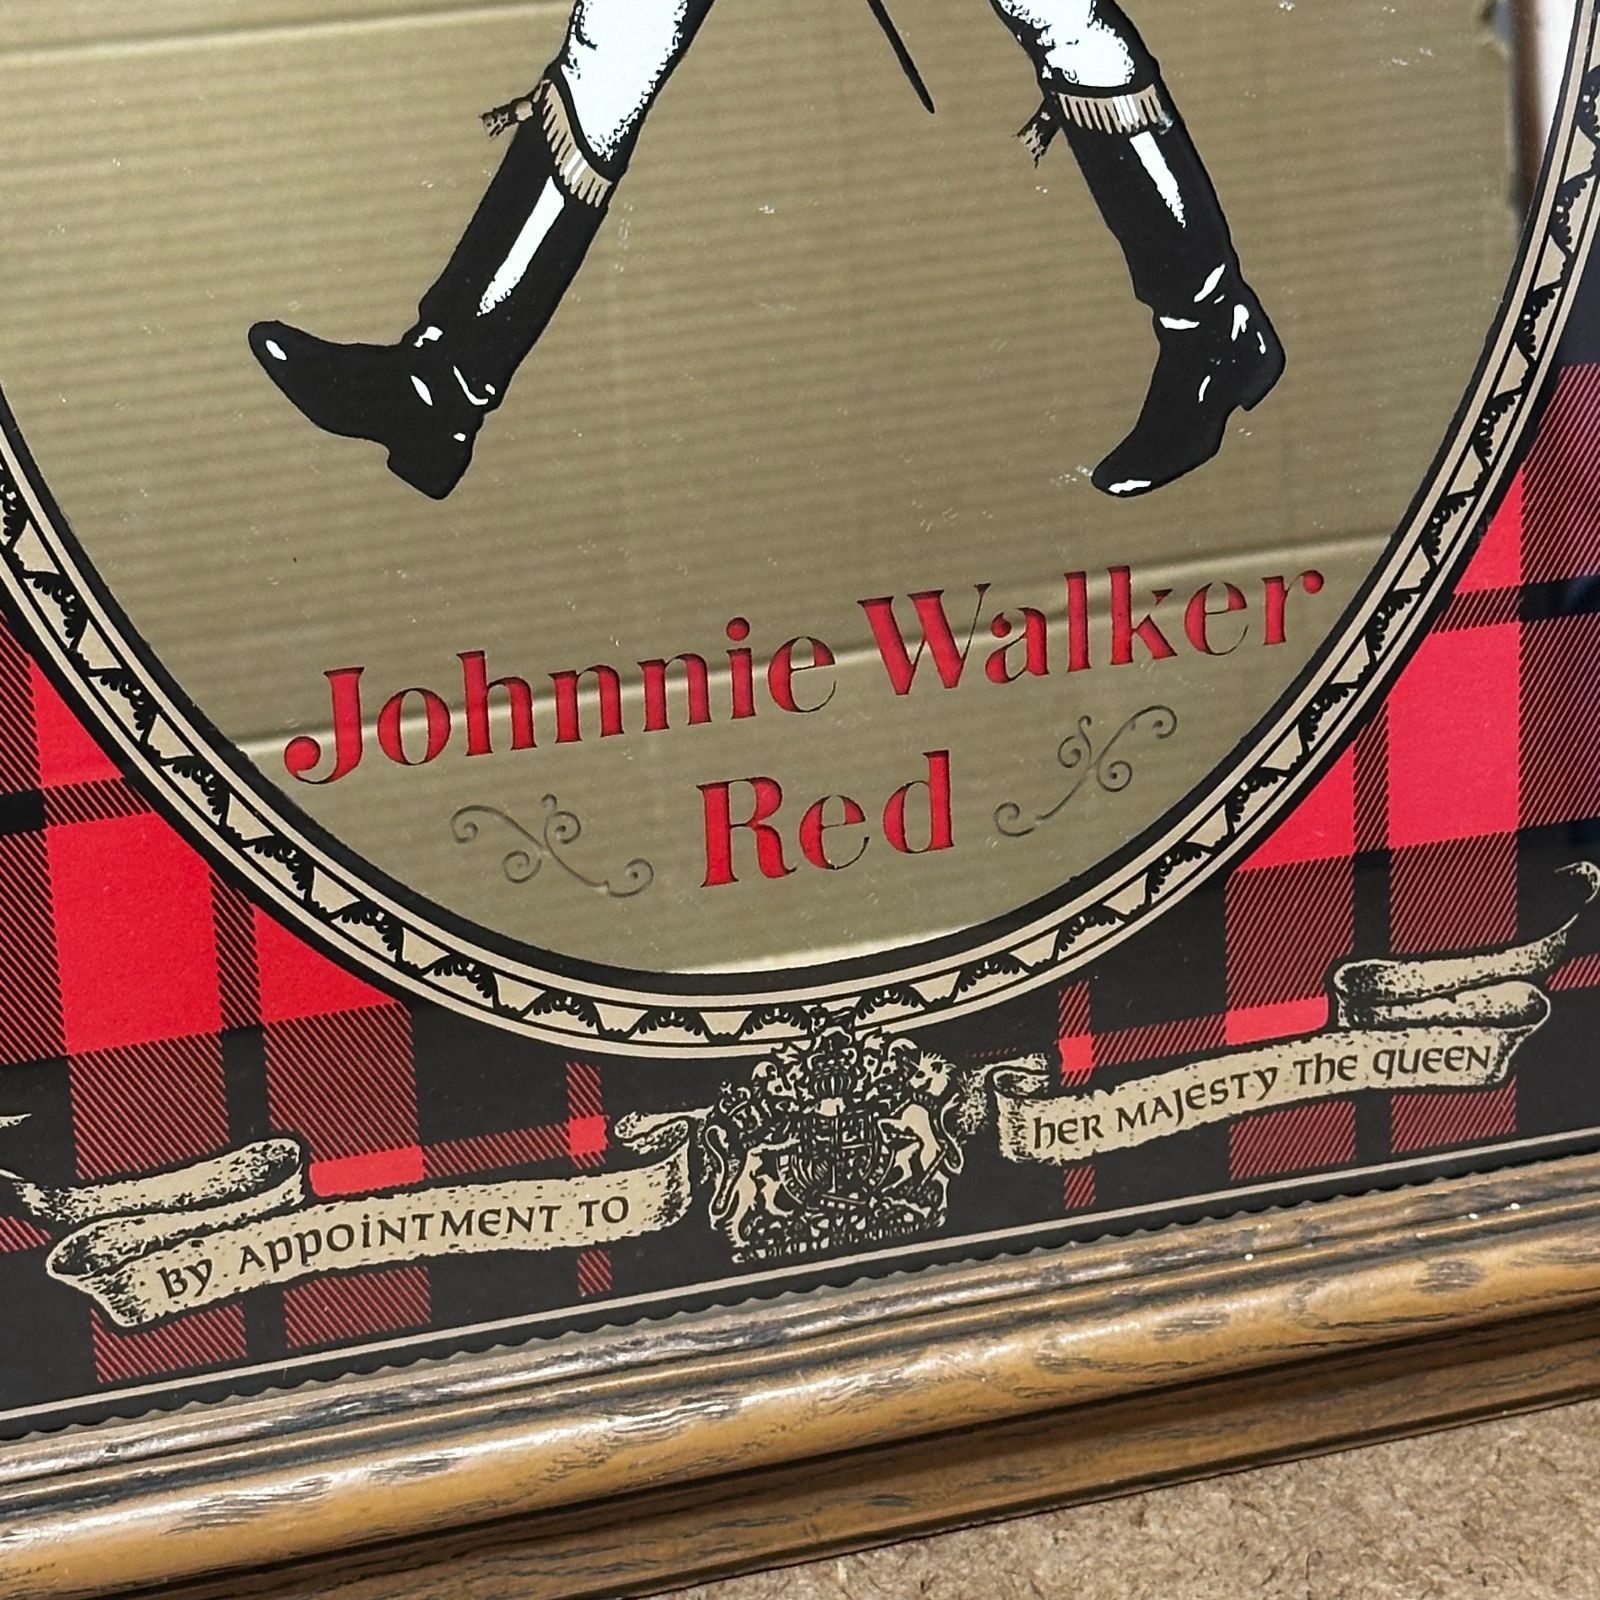 Johnnie Walker
Red
By Appointment to
Her Majesty the Queen